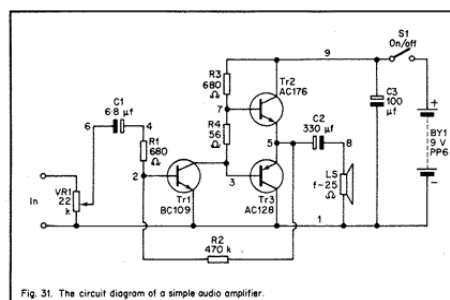 S1
On/off
9
R3
680
Ω
Tr2
AC176
C1
6·8 μf
6
4
7
R4
56
Ω
C2
330 μf
C3
100
μf
+
BY1
9 V
PP6
−
R1
680
Ω
5
8
2
3
In
VR1
22
k
Tr1
BC109
Tr3
AC128
LS
Ω
1
R2
470 k
Fig. 31. The circuit diagram of a simple audio amplifier.